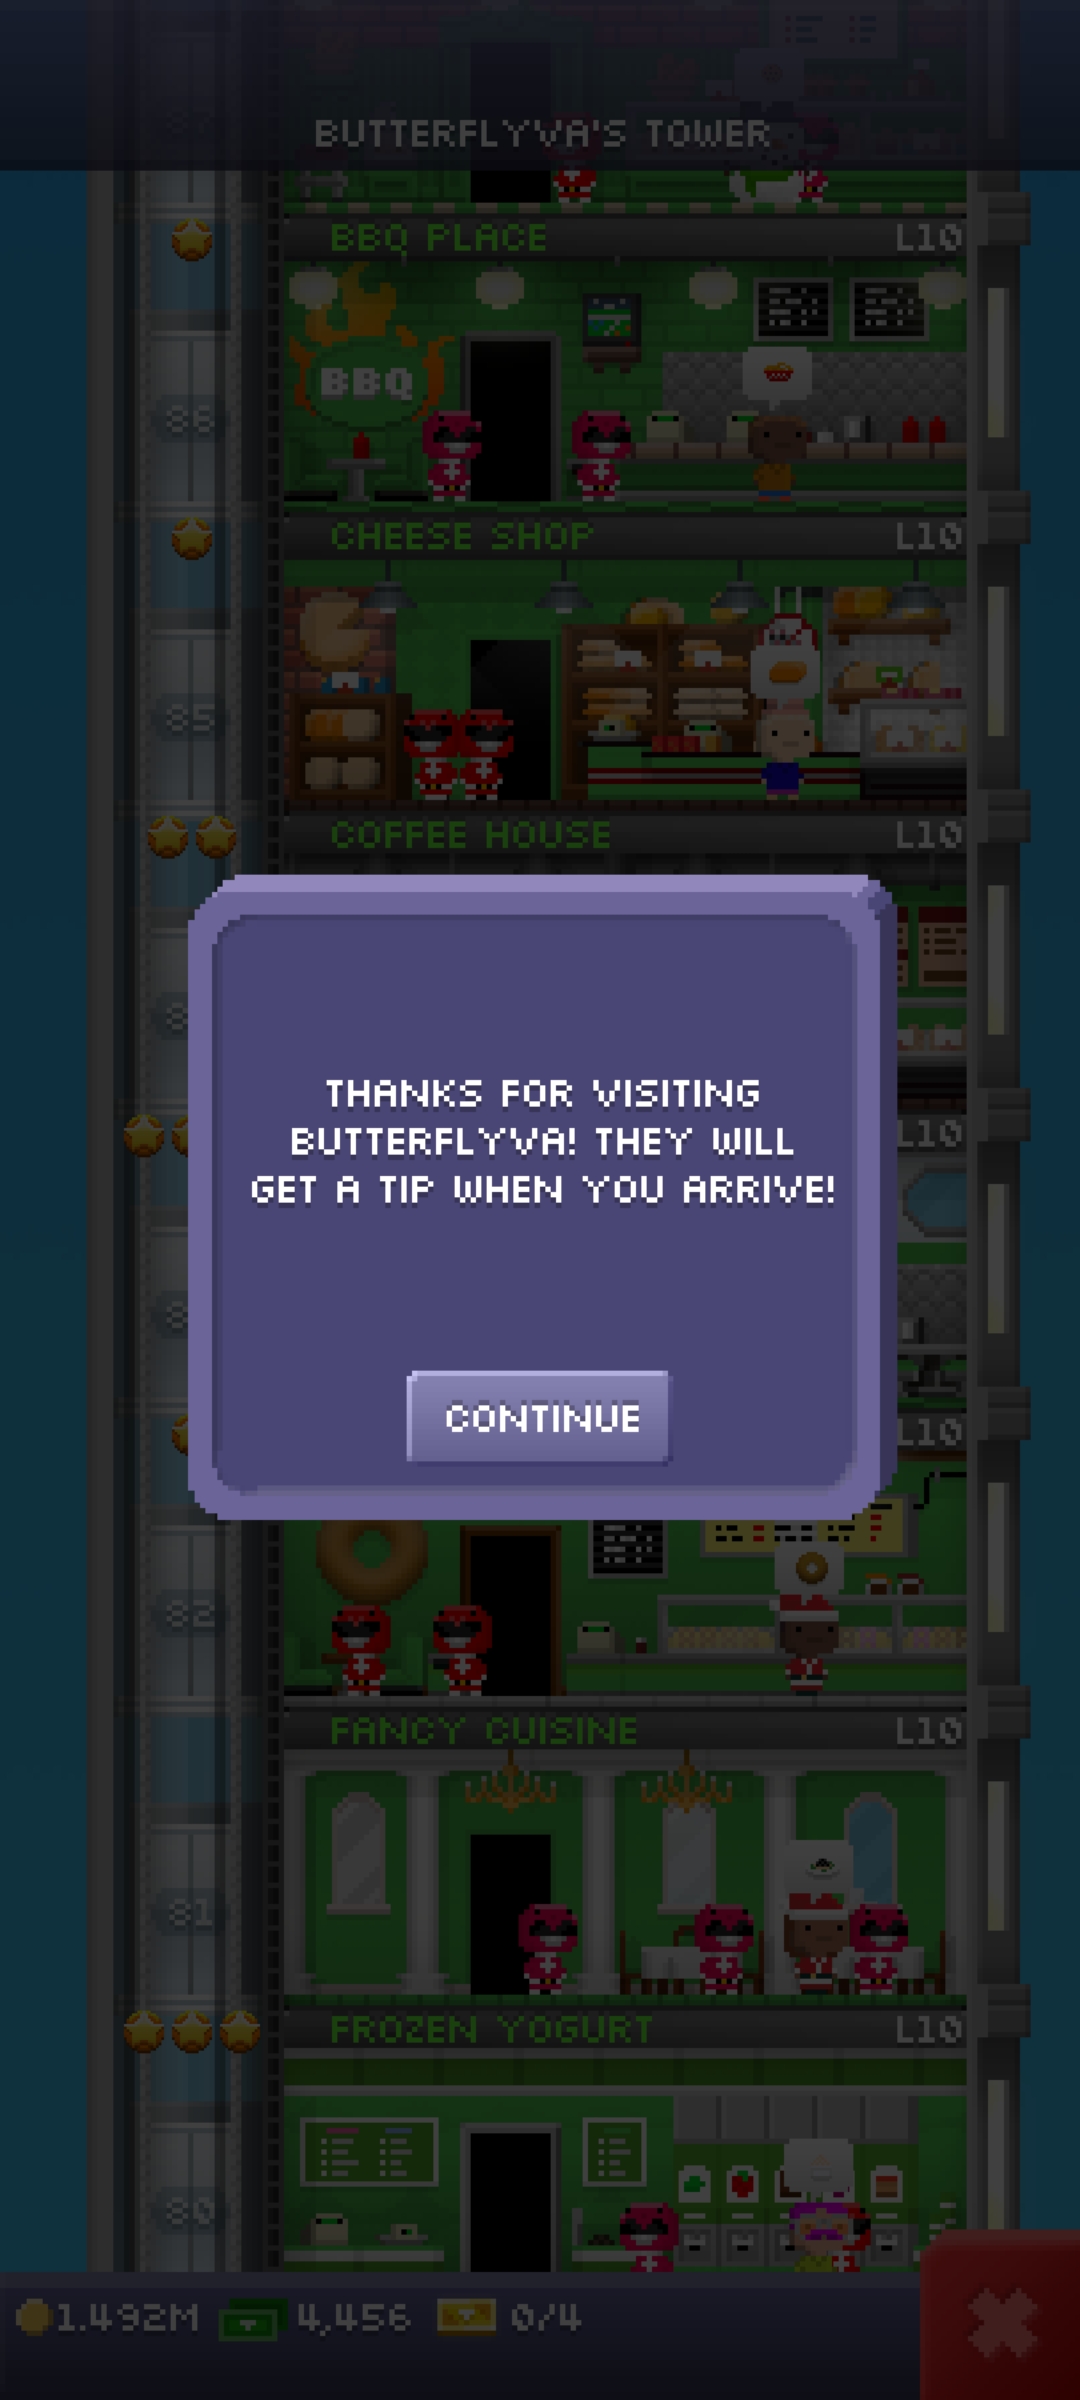 BUTTERFLYVA'S TOWER
BBQ PLACE L10
BBQ
86
CHEESE SHOP L10
85
COFFEE HOUSE L10
THANKS FOR VISITING
BUTTERFLYVA! THEY WILL
GET A TIP WHEN YOU ARRIVE!
L10
CONTINUE
L10
82
FANCY CUISINE L10
81
FROZEN YOGURT L10
80
1.492M 4,456 0/4